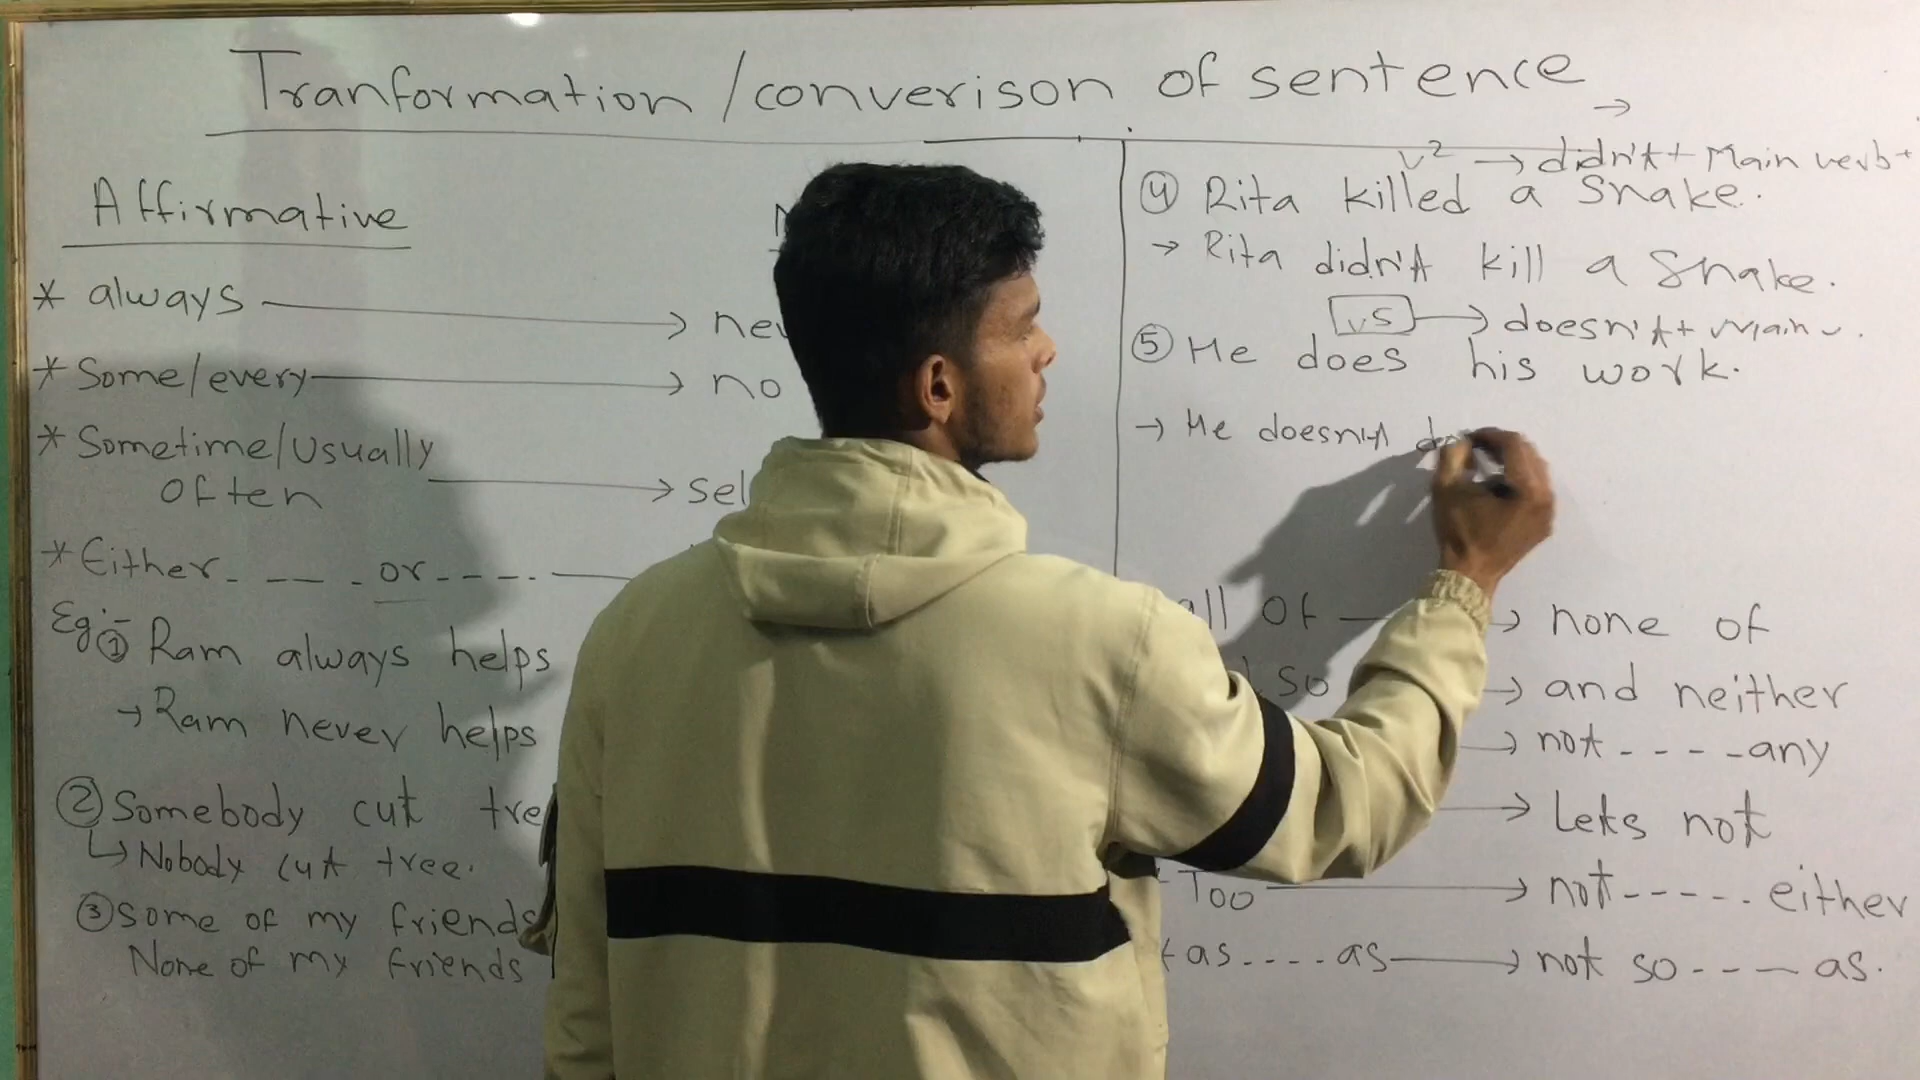 Tranformation/converison of sentence
Affirmative
* always → 
* Some/every → no
* Sometime/Usually
Often →
* Either- - - - or - - - -
Eg:- ① Ram always helps
→ Ram never helps
② Somebody cut
↳ Nobody cut tree.
③ Some of my friends
None of my friends
V² → didn't + Main verb +
④ Rita killed a snake.
→ Rita didn't kill a snake.
v5 → doesn't + Main v.
⑤ He does his work.
→ He doesn't
all of → none of
so → and neither
→ not - - - - any
→ Lets not
Too → not - - - - - either
as - - - - as → not so - - - as.